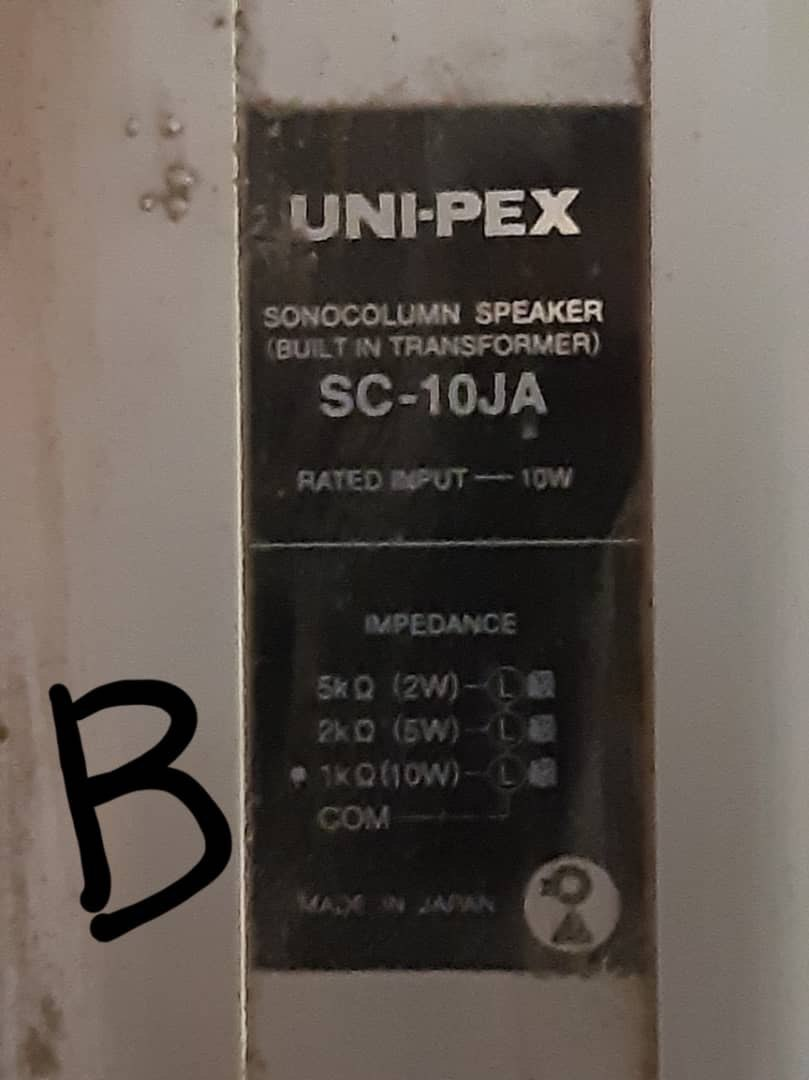 UNI-PEX
SONOCOLUMN SPEAKER
(BUILT IN TRANSFORMER)
SC-10JA
RATED INPUT — 10W
IMPEDANCE
5kΩ (2W) — L
2kΩ (5W) — L
• 1kΩ (10W) — L
COM
MADE IN JAPAN
B